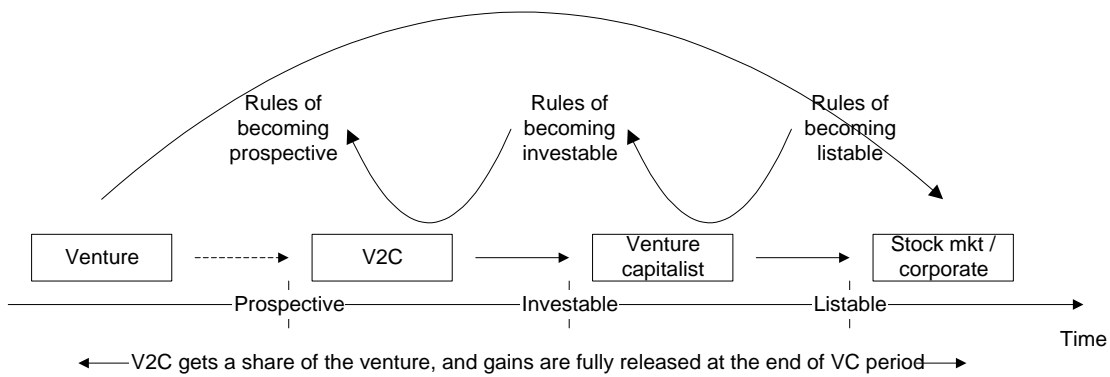 Rules of
becoming
prospective
Rules of
becoming
investable
Rules of
becoming
listable
Venture
V2C
Venture
capitalist
Stock mkt /
corporate
Prospective
Investable
Listable
Time
V2C gets a share of the venture, and gains are fully released at the end of VC period